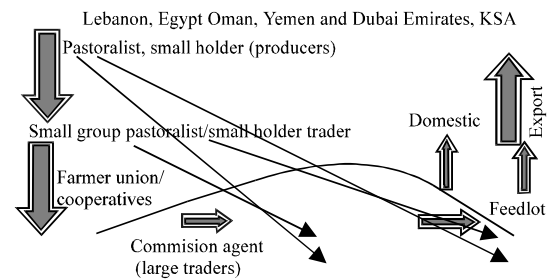 Lebanon, Egypt Oman, Yemen and Dubai Emirates, KSA
Pastoralist, small holder (producers)
Export
Domestic
Small group pastoralist/small holder trader
Farmer union/
cooperatives
Feedlot
Commision agent
(large traders)